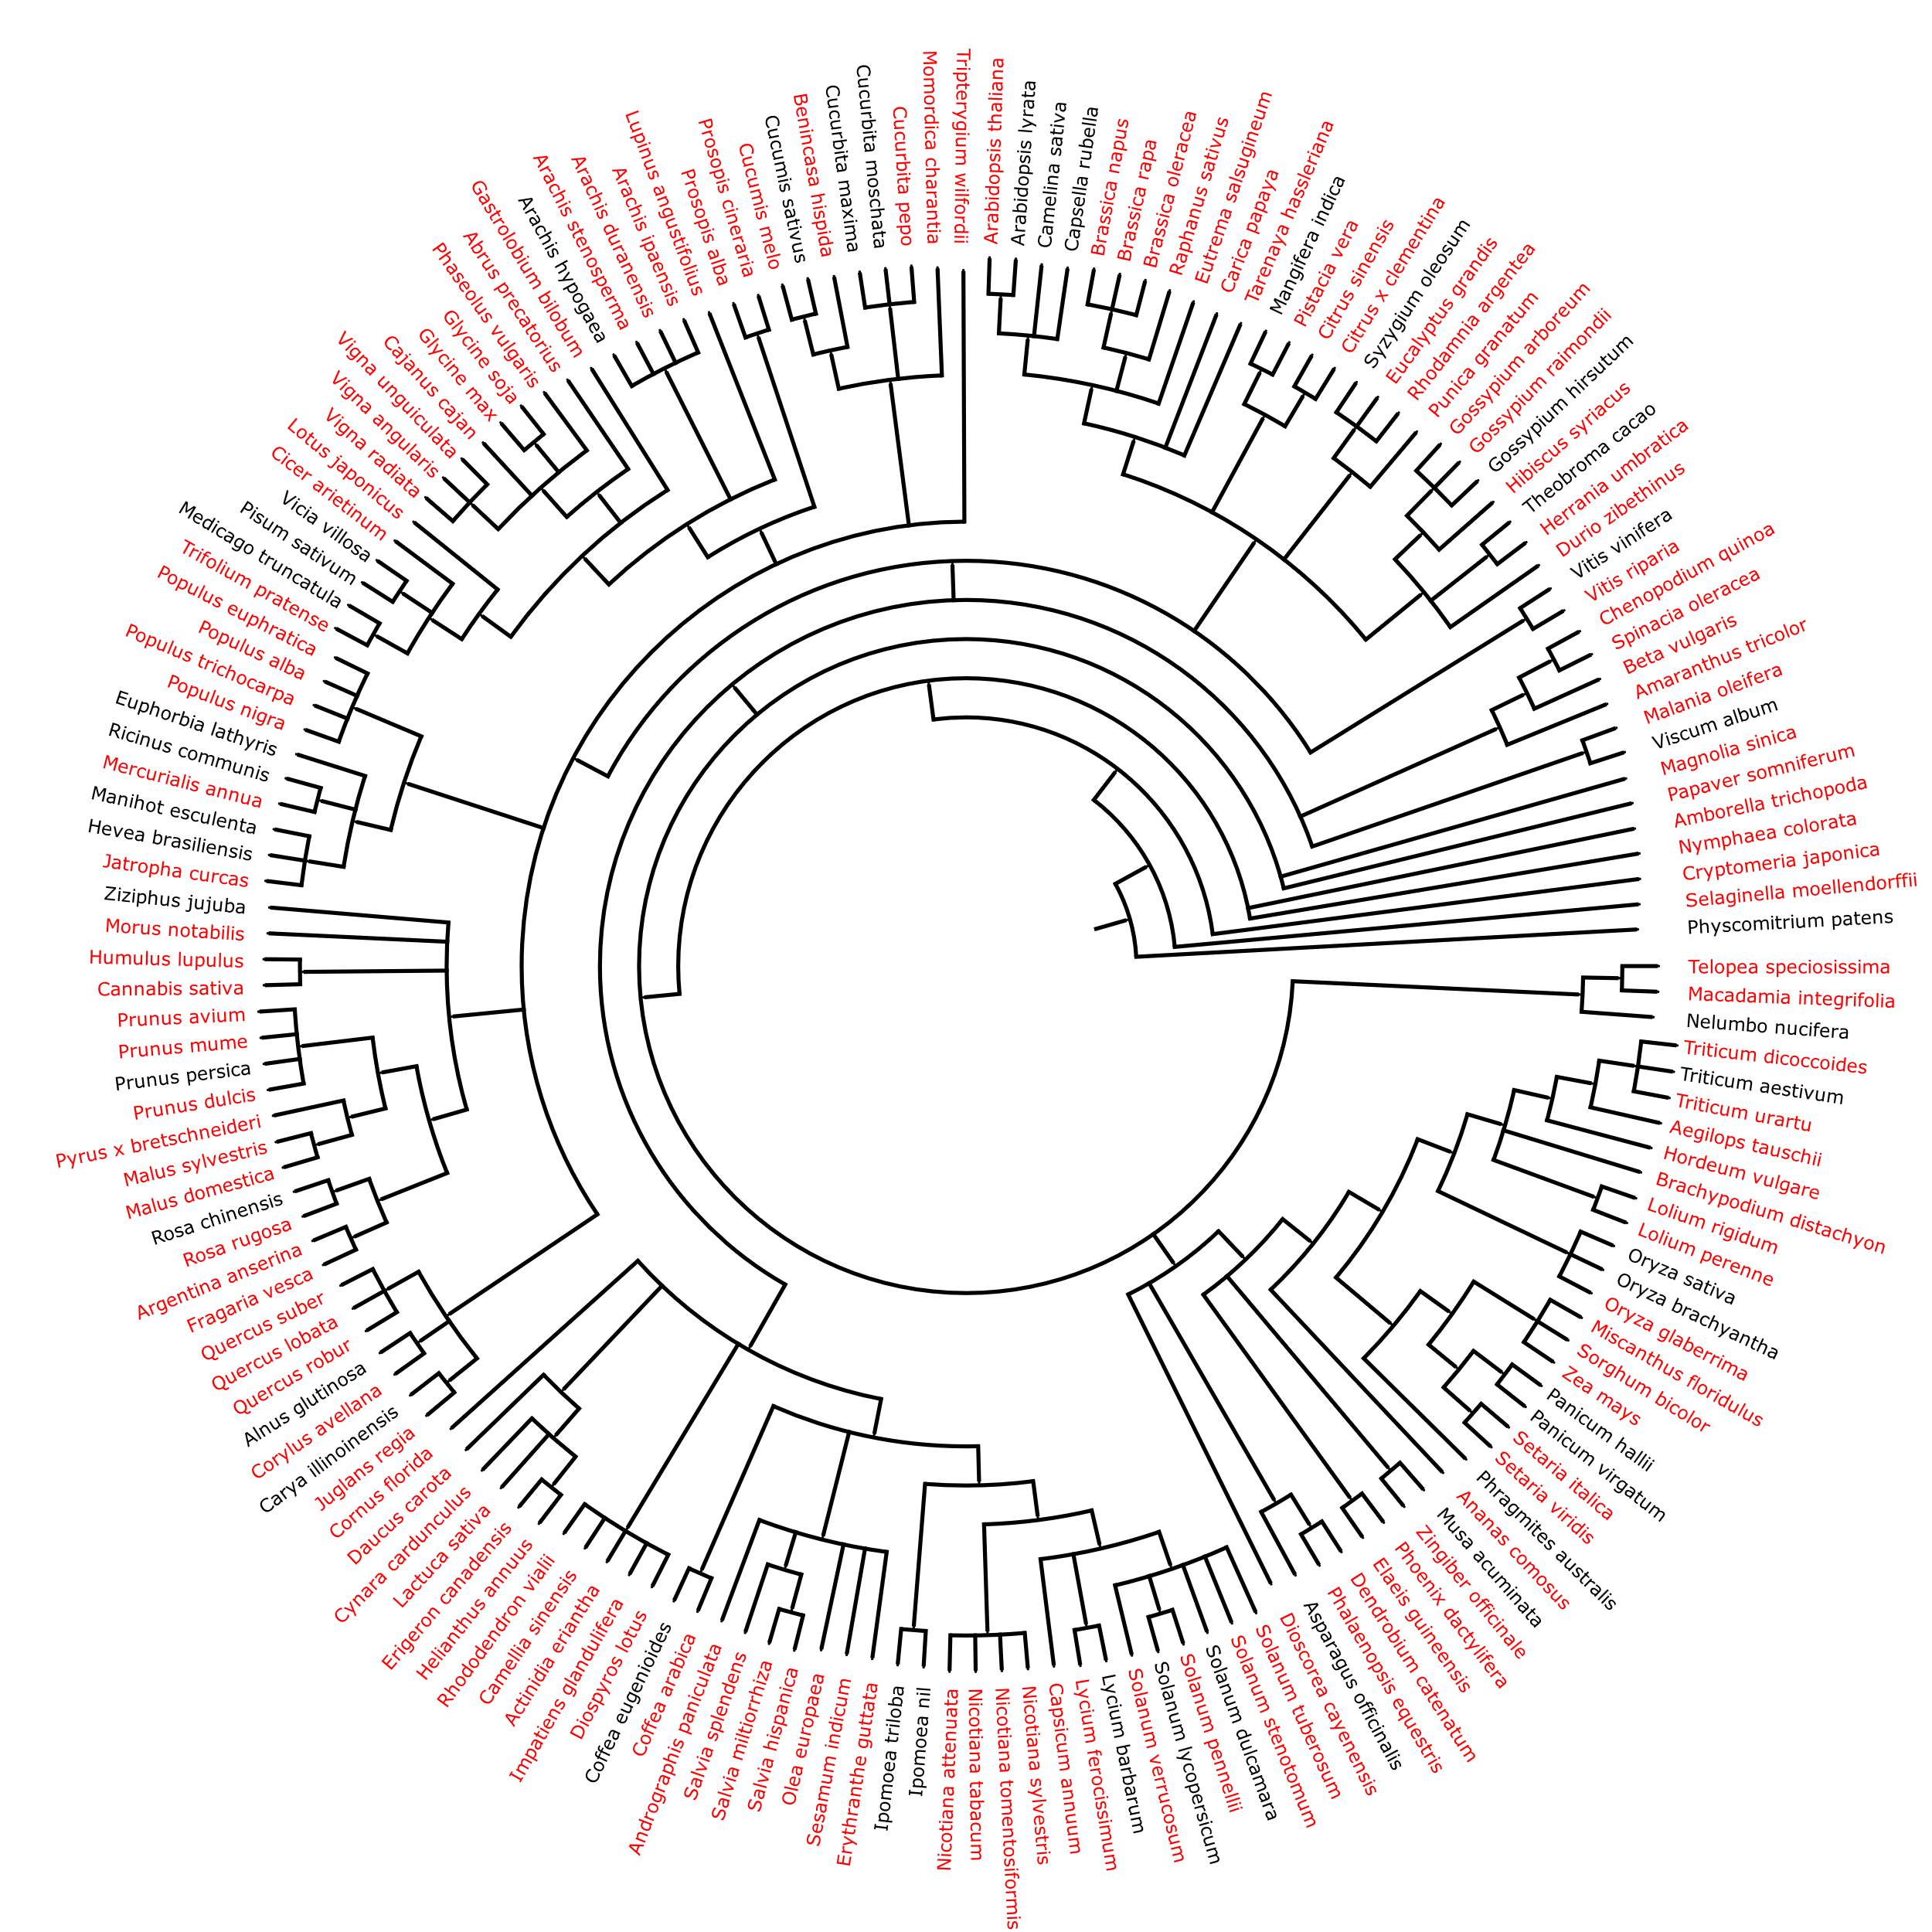 Arabidopsis thaliana
Arabidopsis lyrata
Camelina sativa
Capsella rubella
Brassica napus
Brassica rapa
Brassica oleracea
Raphanus sativus
Eutrema salsugineum
Carica papaya
Tarenaya hassleriana
Mangifera indica
Pistacia vera
Citrus sinensis
Citrus x clementina
Syzygium oleosum
Eucalyptus grandis
Rhodamnia argentea
Punica granatum
Gossypium arboreum
Gossypium raimondii
Gossypium hirsutum
Hibiscus syriacus
Theobroma cacao
Herrania umbratica
Durio zibethinus
Vitis vinifera
Vitis riparia
Chenopodium quinoa
Spinacia oleracea
Beta vulgaris
Amaranthus tricolor
Malania oleifera
Viscum album
Magnolia sinica
Papaver somniferum
Amborella trichopoda
Nymphaea colorata
Cryptomeria japonica
Selaginella moellendorffii
Physcomitrium patens
Telopea speciosissima
Macadamia integrifolia
Nelumbo nucifera
Triticum dicoccoides
Triticum aestivum
Triticum urartu
Aegilops tauschii
Hordeum vulgare
Brachypodium distachyon
Lolium rigidum
Lolium perenne
Oryza sativa
Oryza brachyantha
Oryza glaberrima
Miscanthus floridulus
Sorghum bicolor
Zea mays
Panicum hallii
Panicum virgatum
Setaria italica
Setaria viridis
Phragmites australis
Ananas comosus
Musa acuminata
Zingiber officinale
Phoenix dactylifera
Elaeis guineensis
Dendrobium catenatum
Phalaenopsis equestris
Asparagus officinalis
Dioscorea cayenensis
Solanum tuberosum
Solanum stenotomum
Solanum dulcamara
Solanum pennellii
Solanum lycopersicum
Solanum verrucosum
Lycium barbarum
Lycium ferocissimum
Capsicum annuum
Nicotiana sylvestris
Nicotiana tomentosiformis
Nicotiana tabacum
Nicotiana attenuata
Ipomoea nil
Ipomoea triloba
Erythranthe guttata
Sesamum indicum
Olea europaea
Salvia hispanica
Salvia miltiorrhiza
Salvia splendens
Andrographis paniculata
Coffea arabica
Coffea eugenioides
Diospyros lotus
Impatiens glandulifera
Actinidia eriantha
Camellia sinensis
Rhododendron vialii
Helianthus annuus
Erigeron canadensis
Lactuca sativa
Cynara cardunculus
Daucus carota
Cornus florida
Juglans regia
Carya illinoinensis
Corylus avellana
Alnus glutinosa
Quercus robur
Quercus lobata
Quercus suber
Fragaria vesca
Argentina anserina
Rosa rugosa
Rosa chinensis
Malus domestica
Malus sylvestris
Pyrus x bretschneideri
Prunus dulcis
Prunus persica
Prunus mume
Prunus avium
Cannabis sativa
Humulus lupulus
Morus notabilis
Ziziphus jujuba
Jatropha curcas
Hevea brasiliensis
Manihot esculenta
Mercurialis annua
Ricinus communis
Euphorbia lathyris
Populus nigra
Populus trichocarpa
Populus alba
Populus euphratica
Trifolium pratense
Medicago truncatula
Pisum sativum
Vicia villosa
Cicer arietinum
Lotus japonicus
Vigna radiata
Vigna angularis
Vigna unguiculata
Cajanus cajan
Glycine max
Glycine soja
Phaseolus vulgaris
Abrus precatorius
Gastrolobium bilobum
Arachis hypogaea
Arachis stenosperma
Arachis duranensis
Arachis ipaensis
Lupinus angustifolius
Prosopis alba
Prosopis cineraria
Cucumis melo
Cucumis sativus
Benincasa hispida
Cucurbita maxima
Cucurbita moschata
Cucurbita pepo
Momordica charantia
Tripterygium wilfordii